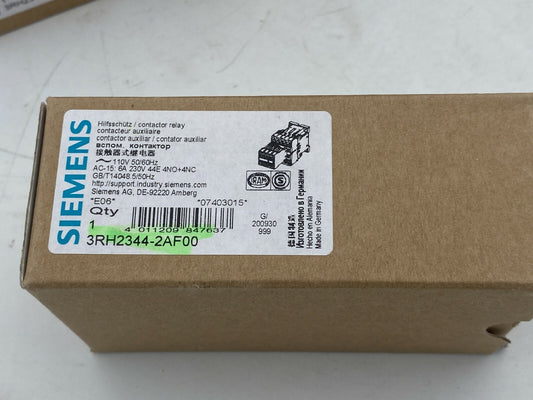 SIEMENS
Hilfsschütz / contactor relay
contacteur auxiliaire
contactor auxiliar / contator auxiliar
вспом. контактор
接触器式继电器
~ 110V 50/60Hz
AC-15: 6A 230V 44E 4NO+4NC
GB/T14048.5/50Hz
http://support.industry.siemens.com
Siemens AG, DE-92220 Amberg
*E06* *07403015*
Qty
1
4 011209 847637
3RH2344-2AF00
G/
200930
999
德国制造
Изготовлено в Германии
Hecho en Alemania
Made in Germany